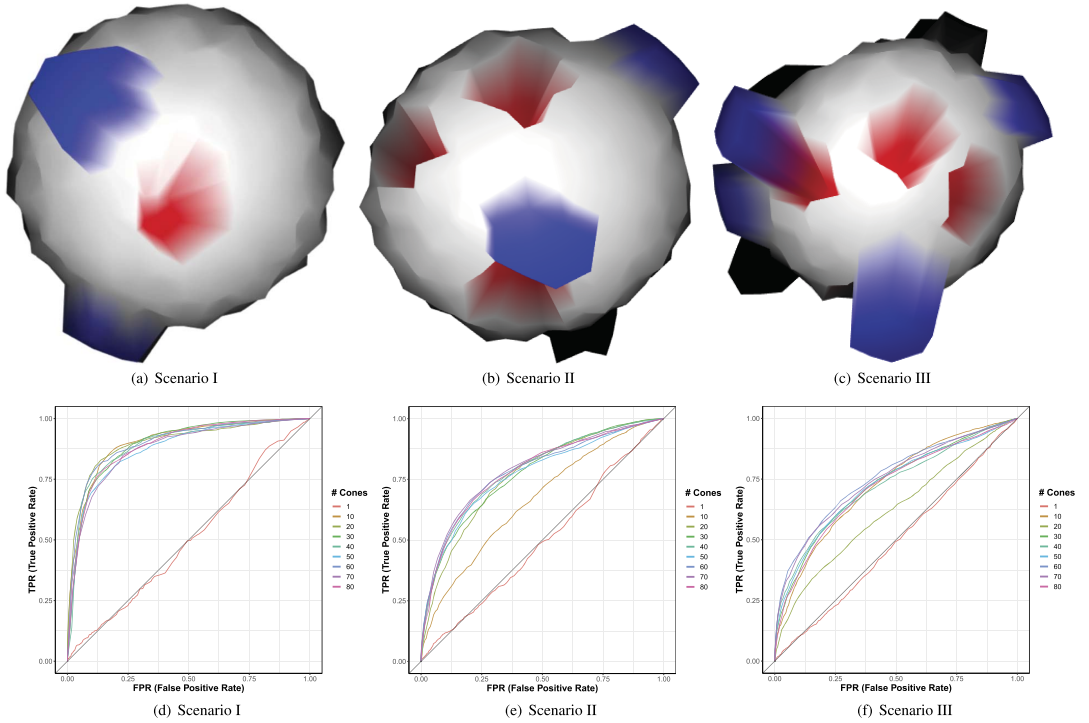 (a) Scenario I
(b) Scenario II
(c) Scenario III
1.00
0.75
0.50
0.25
0.00
TPR (True Positive Rate)
0.00 0.25 0.50 0.75 1.00
FPR (False Positive Rate)
# Cones
1
10
20
30
40
50
60
70
80
(d) Scenario I
1.00
0.75
0.50
0.25
0.00
TPR (True Positive Rate)
0.00 0.25 0.50 0.75 1.00
FPR (False Positive Rate)
# Cones
1
10
20
30
40
50
60
70
80
(e) Scenario II
1.00
0.75
0.50
0.25
0.00
TPR (True Positive Rate)
0.00 0.25 0.50 0.75 1.00
FPR (False Positive Rate)
# Cones
1
10
20
30
40
50
60
70
80
(f) Scenario III